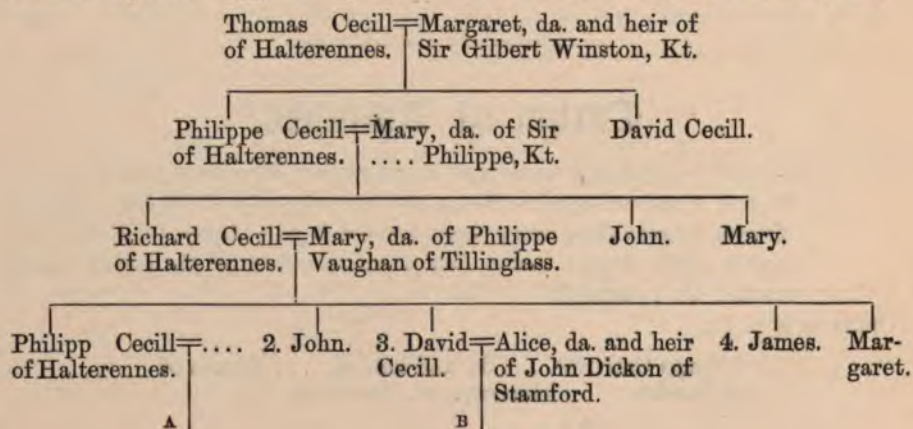 Thomas Cecill=Margaret, da. and heir of
of Halterennes. Sir Gilbert Winston, Kt.
Philippe Cecill=Mary, da. of Sir David Cecill.
of Halterennes. .... Philippe, Kt.
Richard Cecill=Mary, da. of Philippe John. Mary.
of Halterennes. Vaughan of Tillinglass.
Philipp Cecill=.... 2. John. 3. David=Alice, da. and heir 4. James. Mar-
of Halterennes. Cecill. of John Dickon of garet.
Stamford.
A B